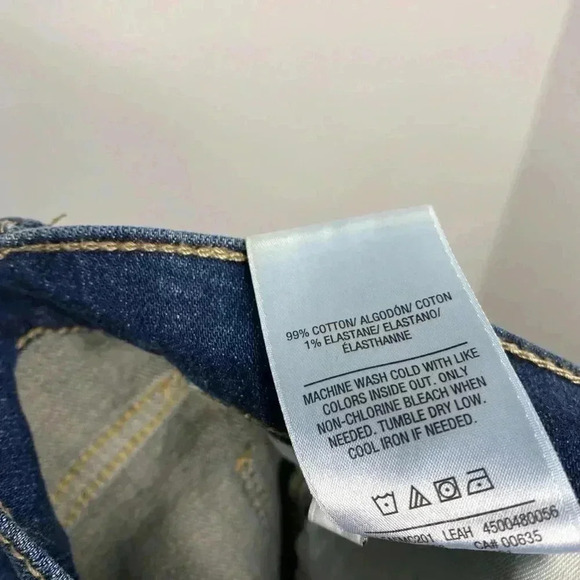 99% COTTON/ ALGODÓN/ COTON
1% ELASTANE/ ELASTANO/
ÉLASTHANNE
MACHINE WASH COLD WITH LIKE
COLORS INSIDE OUT. ONLY
NON-CHLORINE BLEACH WHEN
NEEDED. TUMBLE DRY LOW.
COOL IRON IF NEEDED.
LEAH 4500480056
CA# 00635